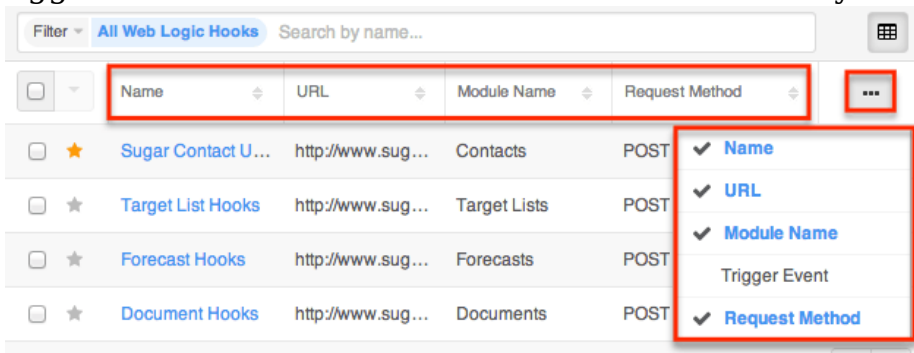 Filter All Web Logic Hooks Search by name...
Name URL Module Name Request Method
Sugar Contact U... http://www.sug... Contacts POST
Name
URL
Target List Hooks http://www.sug... Target Lists POST
Module Name
Forecast Hooks http://www.sug... Forecasts POST
Trigger Event
Document Hooks http://www.sug... Documents POST
Request Method